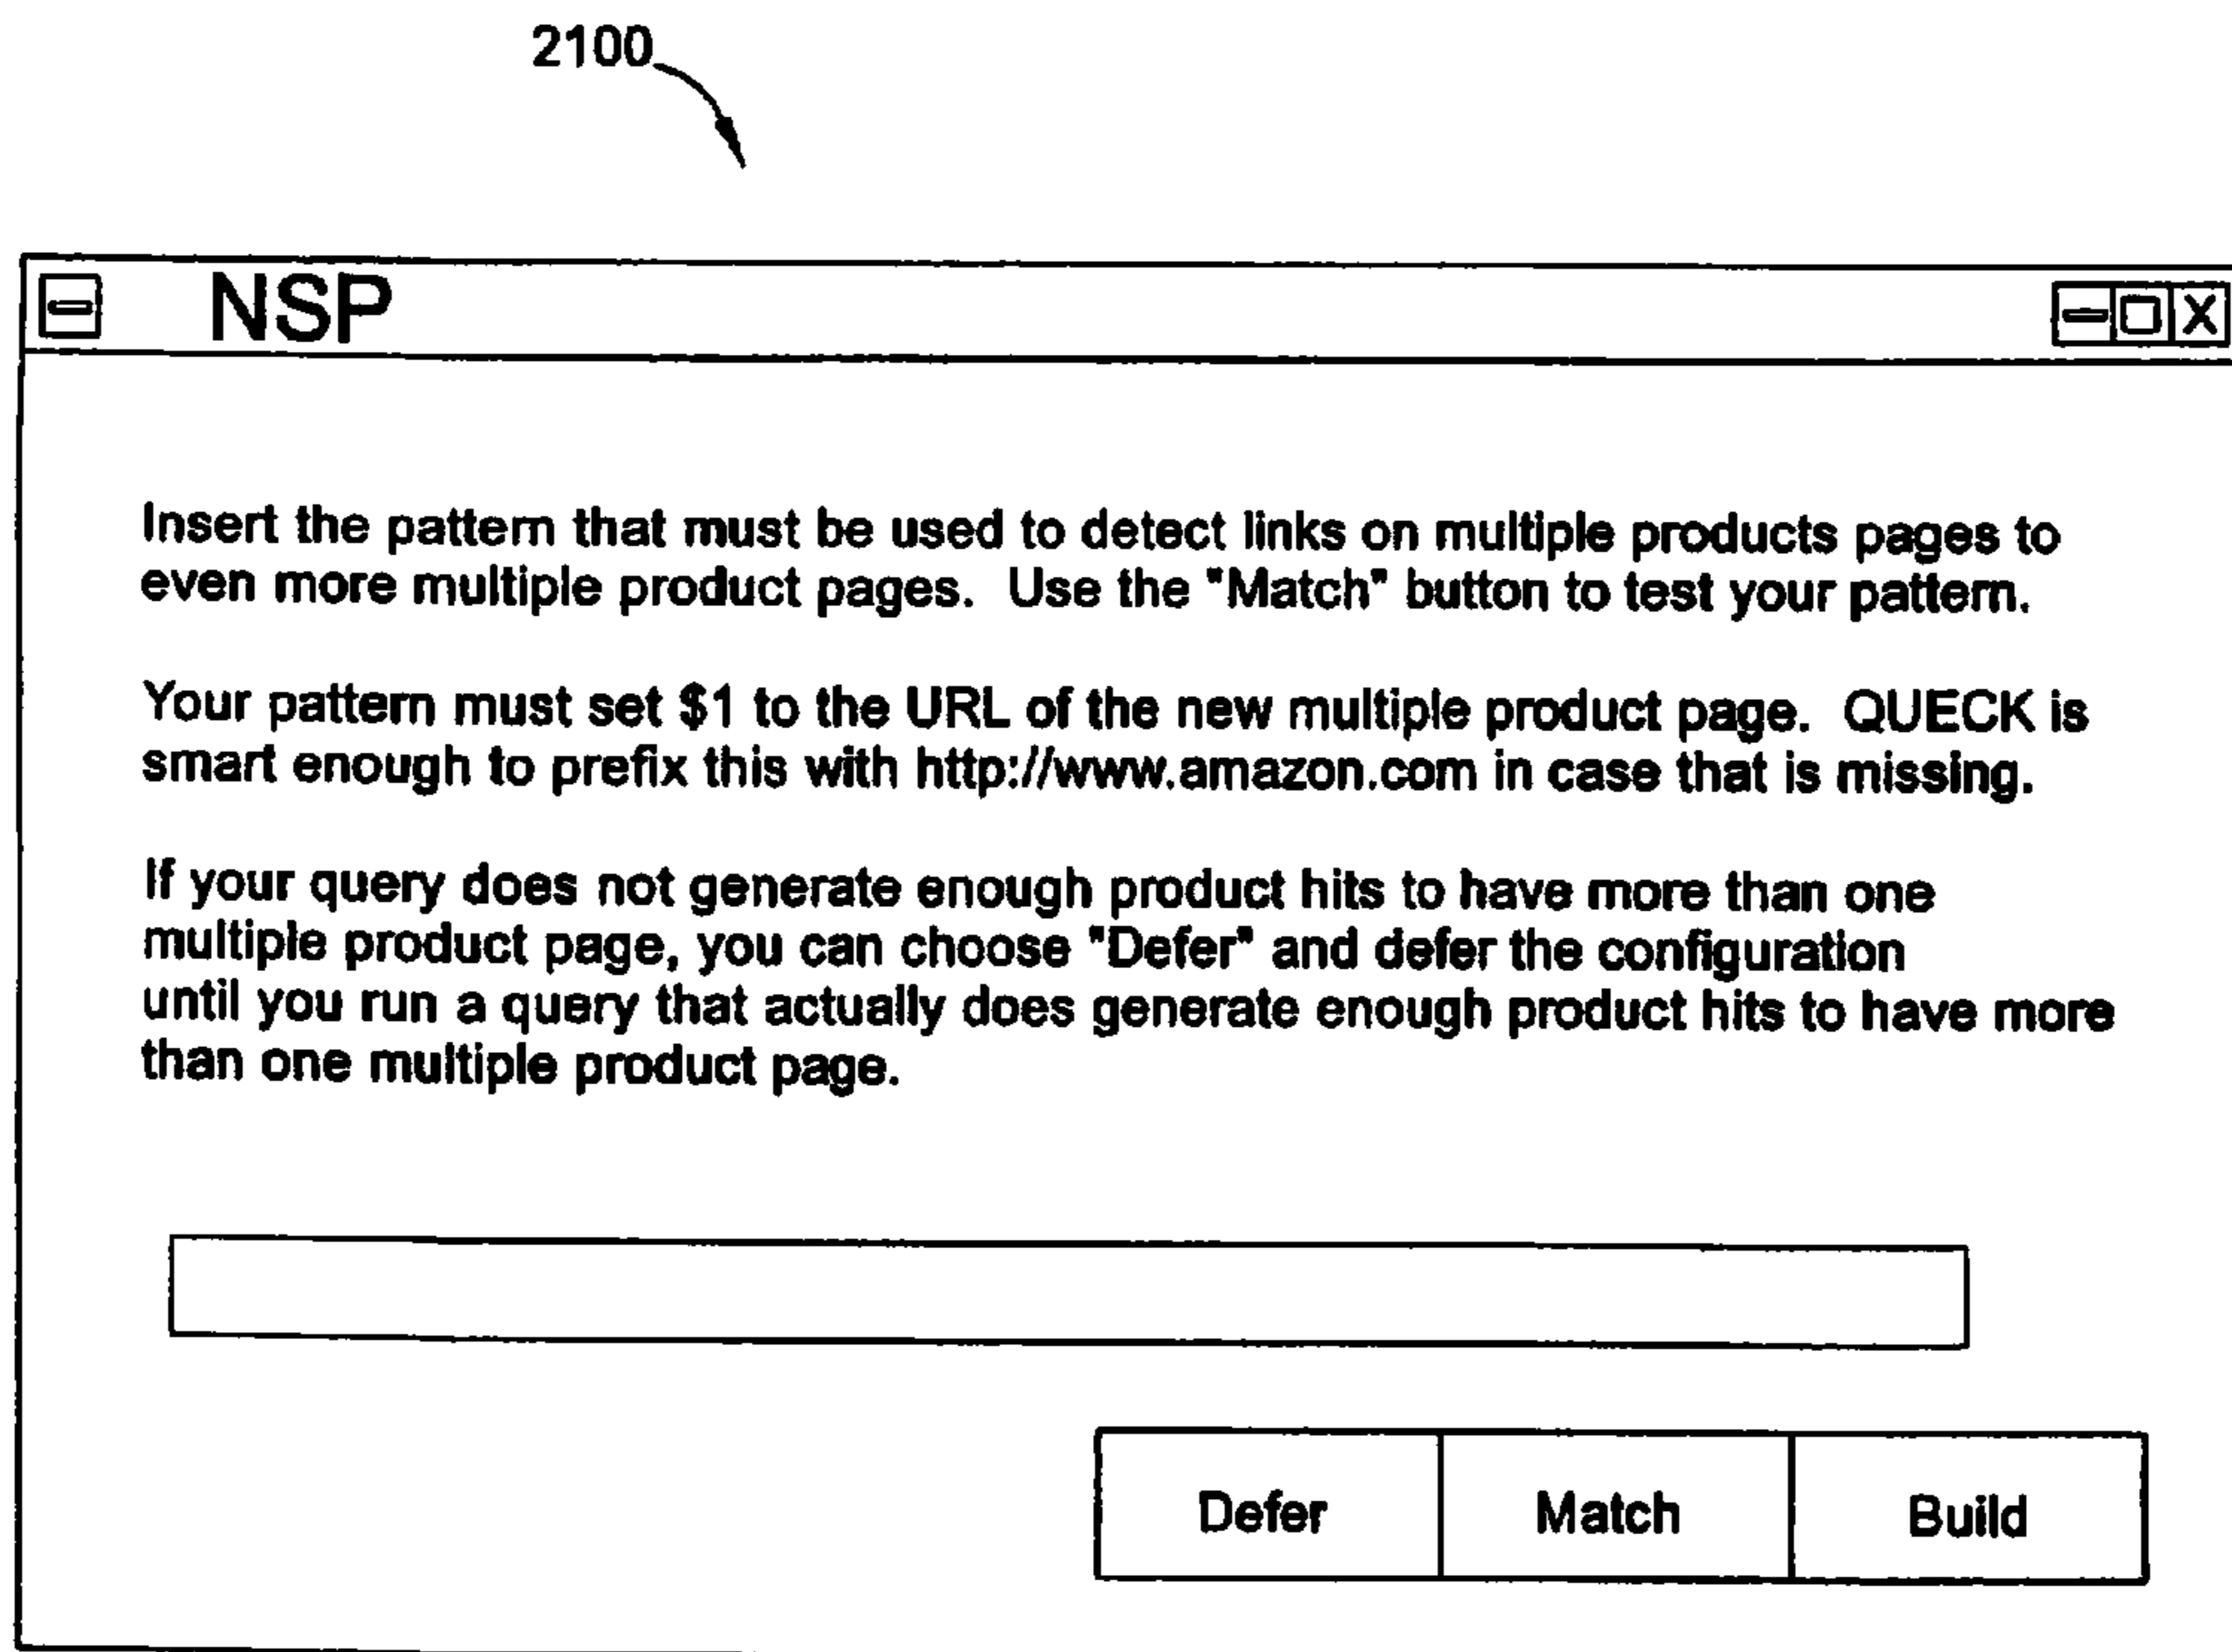 2100
NSP
Insert the pattern that must be used to detect links on multiple products pages to
even more multiple product pages.  Use the "Match" button to test your pattern.
Your pattern must set $1 to the URL of the new multiple product page.  QUECK is
smart enough to prefix this with http://www.amazon.com in case that is missing.
If your query does not generate enough product hits to have more than one
multiple product page, you can choose "Defer" and defer the configuration
until you run a query that actually does generate enough product hits to have more
than one multiple product page.
Defer Match Build